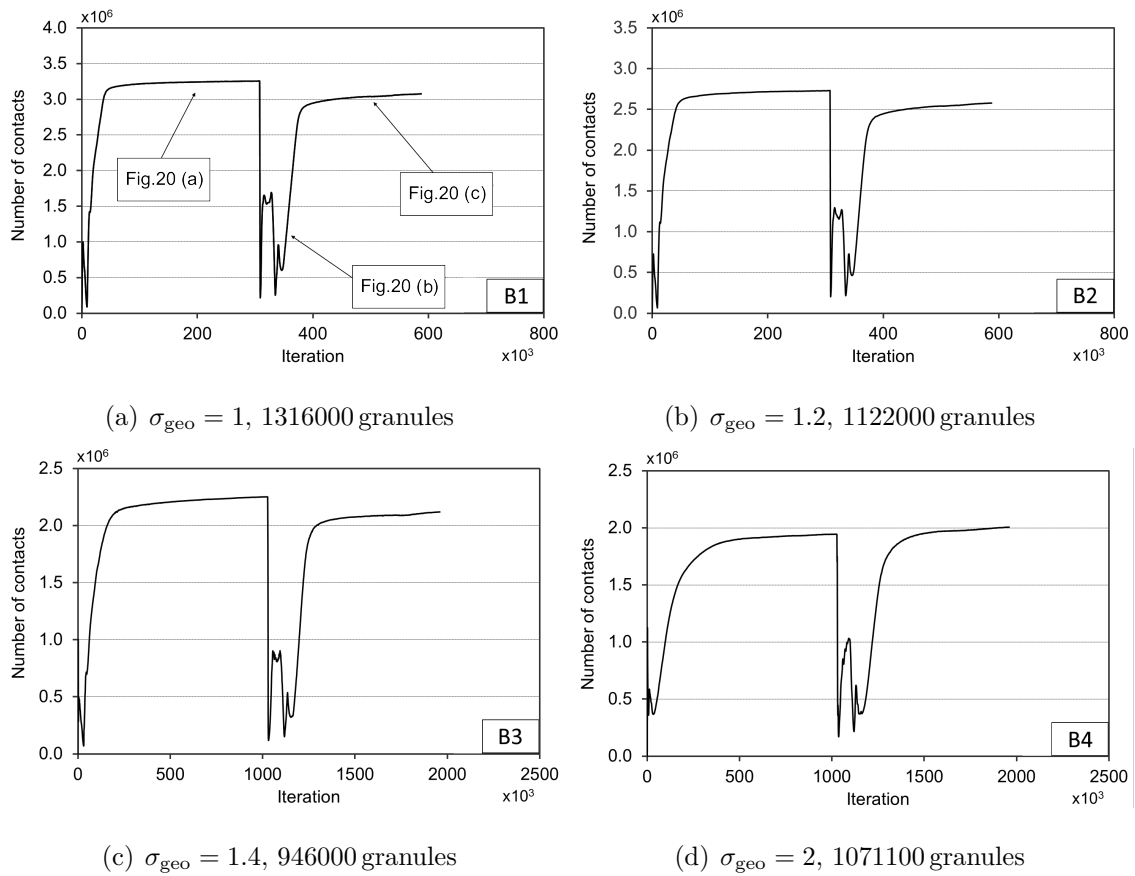 x10⁶
4.0
3.5
3.0
2.5
2.0
1.5
1.0
0.5
0.0
Number of contacts
Fig.20 (a)
Fig.20 (c)
Fig.20 (b)
B1
0 200 400 600 800
Iteration x10³
(a) σgeo = 1, 1316000 granules
x10⁶
4.0
3.5
3.0
2.5
2.0
1.5
1.0
0.5
0.0
Number of contacts
B2
0 200 400 600 800
Iteration x10³
(b) σgeo = 1.2, 1122000 granules
x10⁶
2.5
2.0
1.5
1.0
0.5
0.0
Number of contacts
B3
0 500 1000 1500 2000 2500
Iteration x10³
(c) σgeo = 1.4, 946000 granules
x10⁶
2.5
2.0
1.5
1.0
0.5
0.0
Number of contacts
B4
0 500 1000 1500 2000 2500
Iteration x10³
(d) σgeo = 2, 1071100 granules